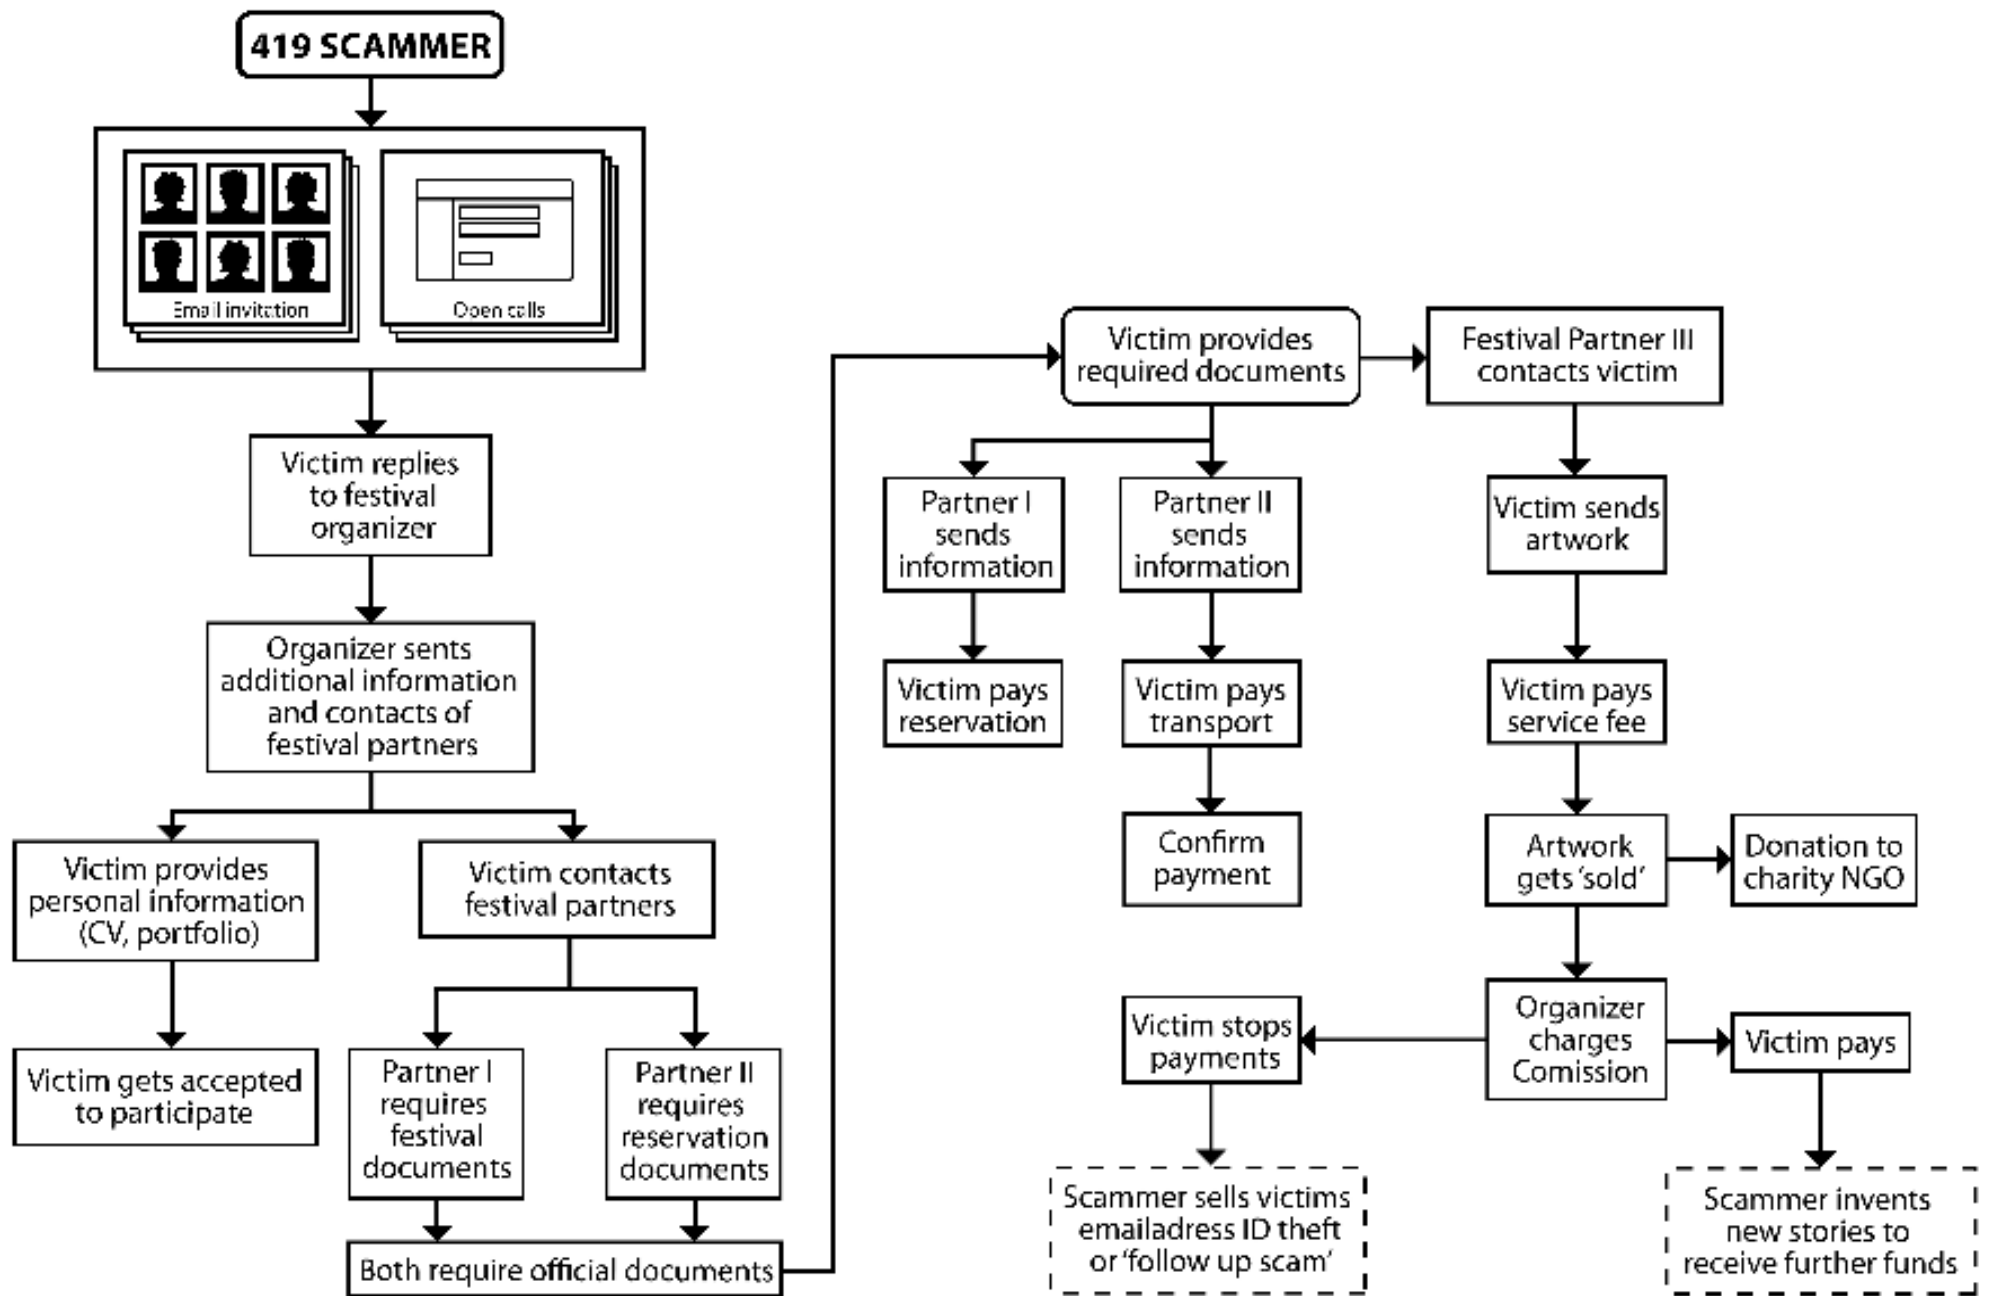 419 SCAMMER
Email invitation
Open calls
Victim replies
to festival
organizer
Organizer sents
additional information
and contacts of
festival partners
Victim provides
personal information
(CV, portfolio)
Victim gets accepted
to participate
Victim contacts
festival partners
Partner I
requires
festival
documents
Partner II
requires
reservation
documents
Both require official documents
Victim provides
required documents
Partner I
sends
information
Victim pays
reservation
Partner II
sends
information
Victim pays
transport
Confirm
payment
Festival Partner III
contacts victim
Victim sends
artwork
Victim pays
service fee
Artwork
gets ‘sold’
Donation to
charity NGO
Organizer
charges
Comission
Victim stops
payments
Scammer sells victims
emailadress ID theft
or ‘follow up scam’
Victim pays
Scammer invents
new stories to
receive further funds